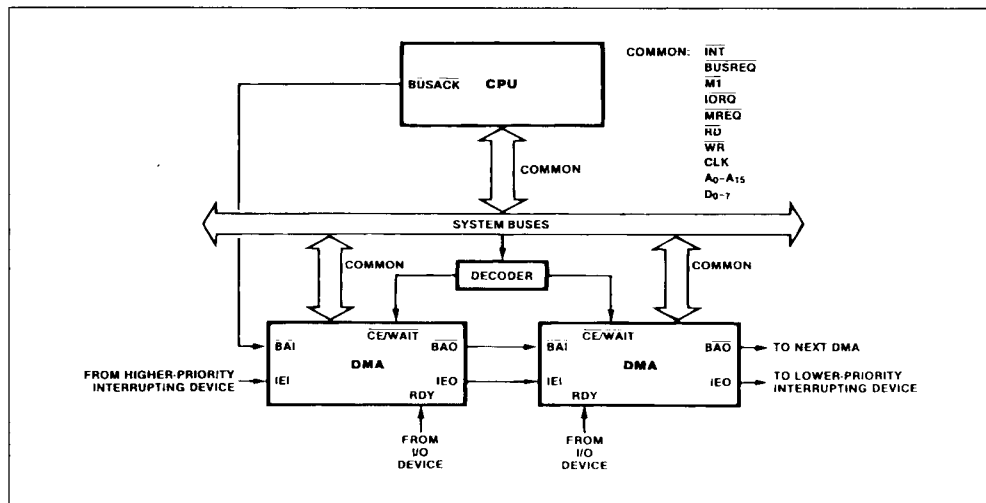 COMMON: INT
BUSREQ
M1
IORQ
MREQ
RD
WR
CLK
A0-A15
D0-7
BUSACK CPU
COMMON
SYSTEM BUSES
COMMON
DECODER
COMMON
CE/WAIT
BAI
BAO
DMA
IEI
IEO
RDY
CE/WAIT
BAI
BAO
DMA
IEI
IEO
RDY
TO NEXT DMA
FROM HIGHER-PRIORITY
INTERRUPTING DEVICE
TO LOWER-PRIORITY
INTERRUPTING DEVICE
FROM
I/O
DEVICE
FROM
I/O
DEVICE